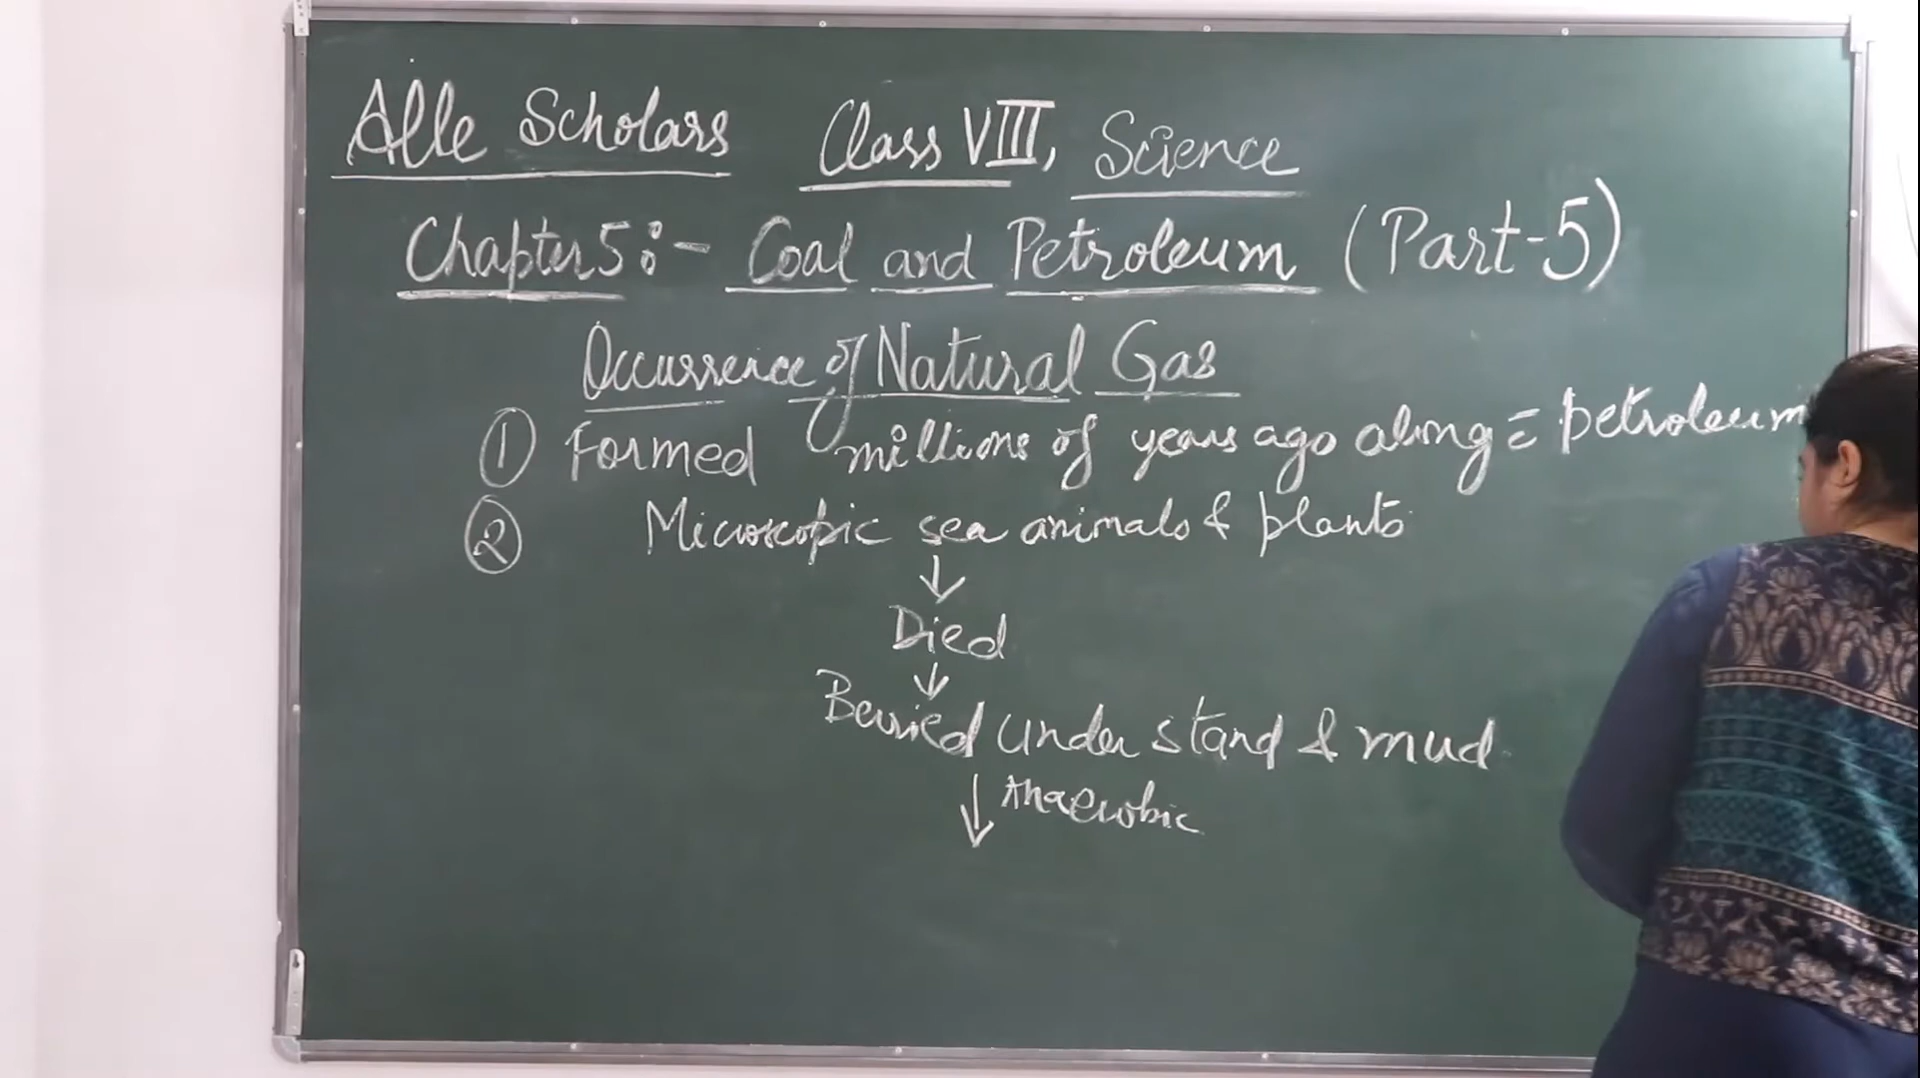 Alle Scholars Class VIII, Science
Chapter 5:- Coal and Petroleum (Part-5)
Occurrence of Natural Gas
① Formed millions of years ago along c̄ petroleum
② Microscopic sea animals & plants
↓
Died
↓
Burried under stand & mud
↓ Anaerobic